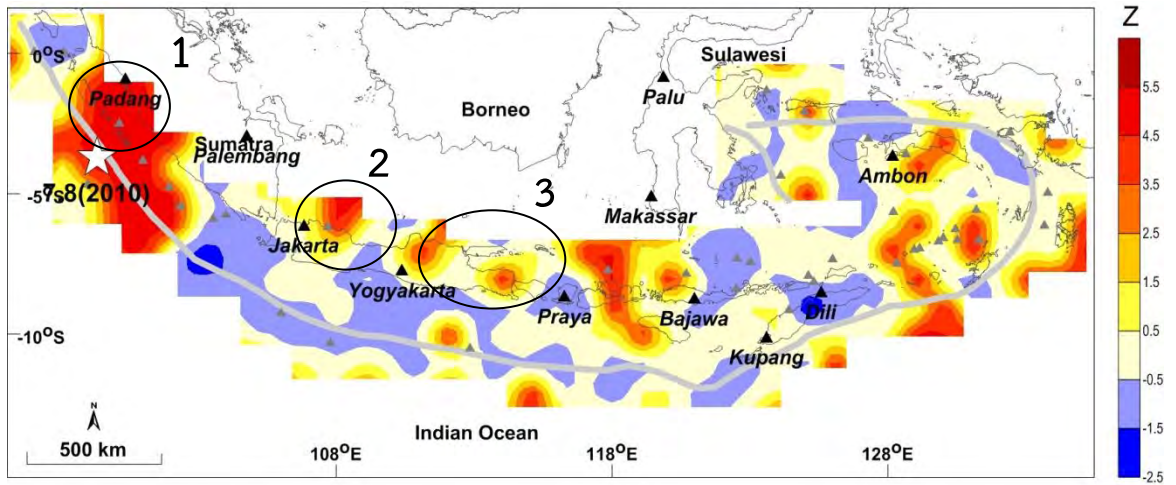 Z
1
Sulawesi
0°S
Padang
Palu
5.5
Borneo
4.5
Sumatra
Palembang
3.5
2
Ambon
7.8(2010)
-5°S
3
Makassar
2.5
Jakarta
1.5
Yogyakarta
Praya
Bajawa
Dili
0.5
-10°S
Kupang
-0.5
N
500 km
Indian Ocean
108°E
118°E
128°E
-1.5
-2.5